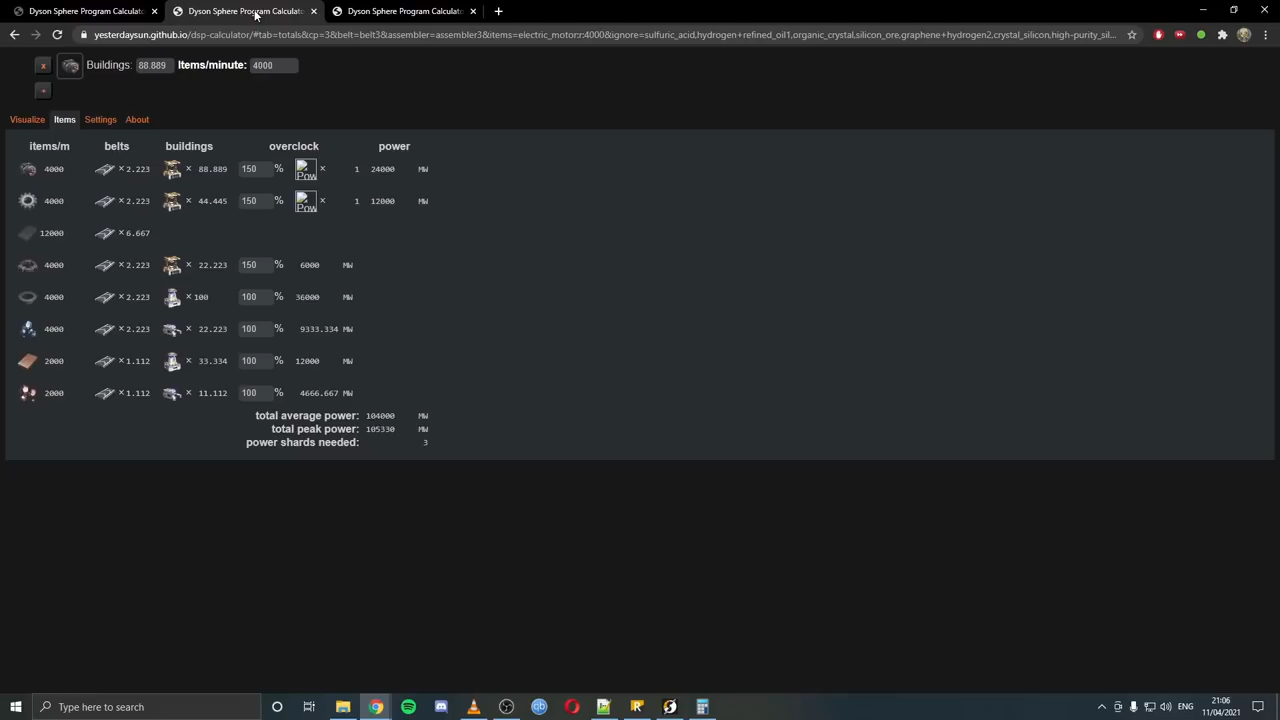 Dyson Sphere Program Calculato × Dyson Sphere Program Calculato × Dyson Sphere Program Calculato × +
yesterdaysun.github.io/dsp-calculator/#tab=totals&cp=3&belt=belt3&assembler=assembler3&items=electric_motor:r:4000&ignore=sulfuric_acid,hydrogen+refined_oil1,organic_crystal,silicon_ore,graphene+hydrogen2,crystal_silicon,high-purity_sil...
x Buildings: 88.889 Items/minute: 4000
+
Visualize Items Settings About
items/m belts buildings overclock power
4000 × 2.223 × 88.889 150 % Pow × 1 24000 MW
4000 × 2.223 × 44.445 150 % Pow × 1 12000 MW
12000 × 6.667
4000 × 2.223 × 22.223 150 % 6000 MW
4000 × 2.223 × 100 100 % 36000 MW
4000 × 2.223 × 22.223 100 % 9333.334 MW
2000 × 1.112 × 33.334 100 % 12000 MW
2000 × 1.112 × 11.112 100 % 4666.667 MW
total average power: 104000 MW
total peak power: 105330 MW
power shards needed: 3
Type here to search
ENG
21:06
11/04/2021